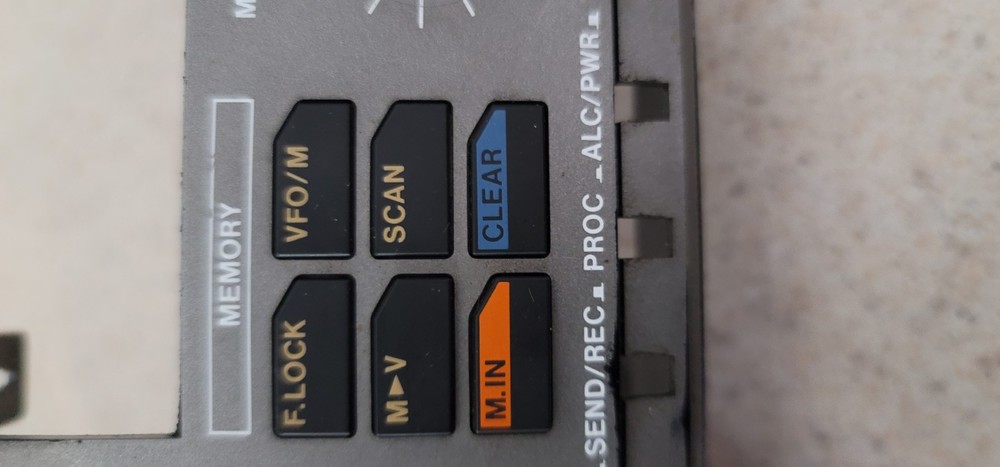 MEMORY
F.LOCK VFO/M
M▶V SCAN
M.IN CLEAR
SEND/REC PROC ALC/PWR